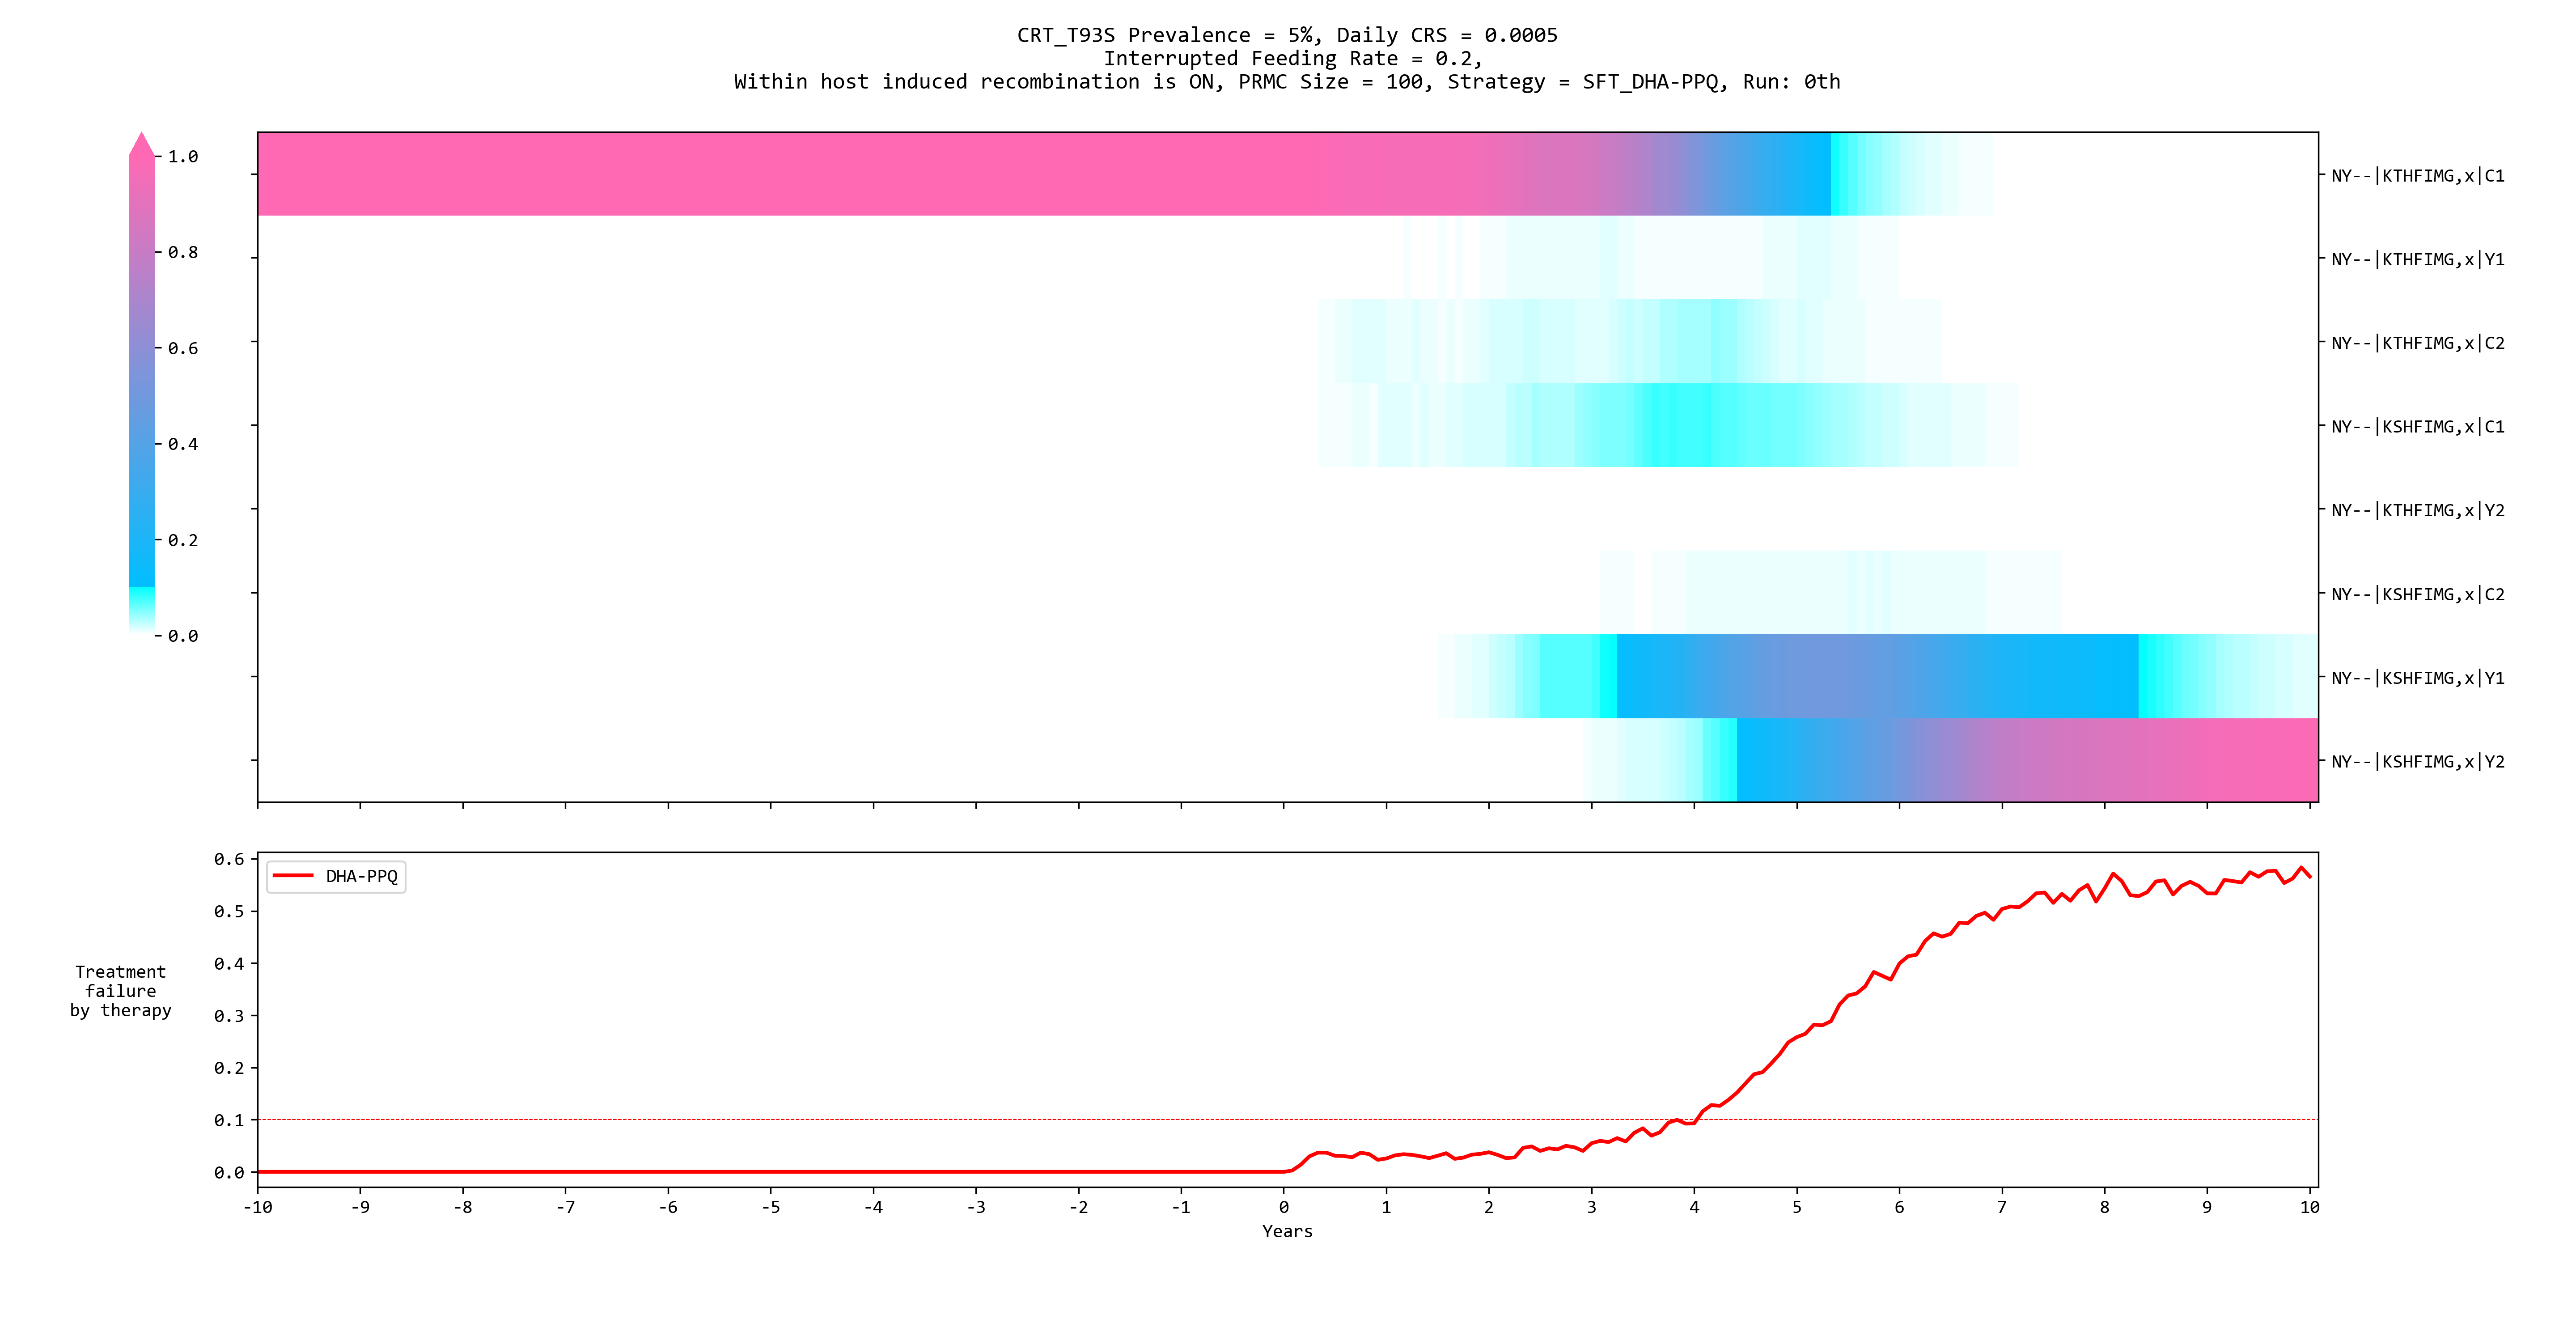 CRT_T93S Prevalence = 5%, Daily CRS = 0.0005
Interrupted Feeding Rate = 0.2,
Within host induced recombination is ON, PRMC Size = 100, Strategy = SFT_DHA-PPQ, Run: 0th
1.0
0.8
0.6
0.4
0.2
0.0
NY--|KTHFIMG,x|C1
NY--|KTHFIMG,x|Y1
NY--|KTHFIMG,x|C2
NY--|KSHFIMG,x|C1
NY--|KTHFIMG,x|Y2
NY--|KSHFIMG,x|C2
NY--|KSHFIMG,x|Y1
NY--|KSHFIMG,x|Y2
Treatment
failure
by therapy
0.6
0.5
0.4
0.3
0.2
0.1
0.0
DHA-PPQ
-10 -9 -8 -7 -6 -5 -4 -3 -2 -1 0 1 2 3 4 5 6 7 8 9 10
Years